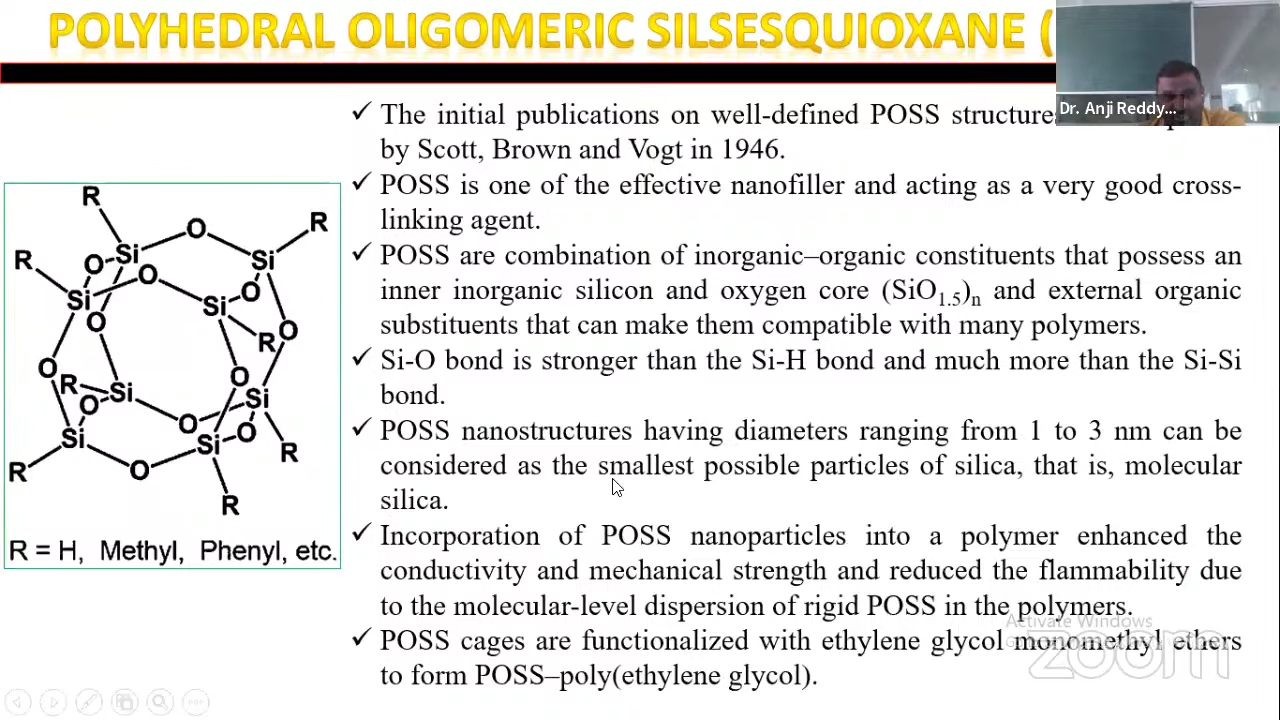 POLYHEDRAL OLIGOMERIC SILSESQUIOXANE (
Dr. Anji Reddy...
✓ The initial publications on well-defined POSS structures
by Scott, Brown and Vogt in 1946.
✓ POSS is one of the effective nanofiller and acting as a very good cross-
linking agent.
✓ POSS are combination of inorganic–organic constituents that possess an
inner inorganic silicon and oxygen core (SiO1.5)n and external organic
substituents that can make them compatible with many polymers.
✓ Si-O bond is stronger than the Si-H bond and much more than the Si-Si
bond.
✓ POSS nanostructures having diameters ranging from 1 to 3 nm can be
considered as the smallest possible particles of silica, that is, molecular
silica.
✓ Incorporation of POSS nanoparticles into a polymer enhanced the
conductivity and mechanical strength and reduced the flammability due
to the molecular-level dispersion of rigid POSS in the polymers.
✓ POSS cages are functionalized with ethylene glycol monomethyl ethers
to form POSS–poly(ethylene glycol).
R
O
R
Si
R
O
Si
O
Si
O
Si
O
O
R
O
O
R
Si
O
Si
O
O
Si
Si
O
R
R
O
R
R = H, Methyl, Phenyl, etc.
Activate Windows
zoom